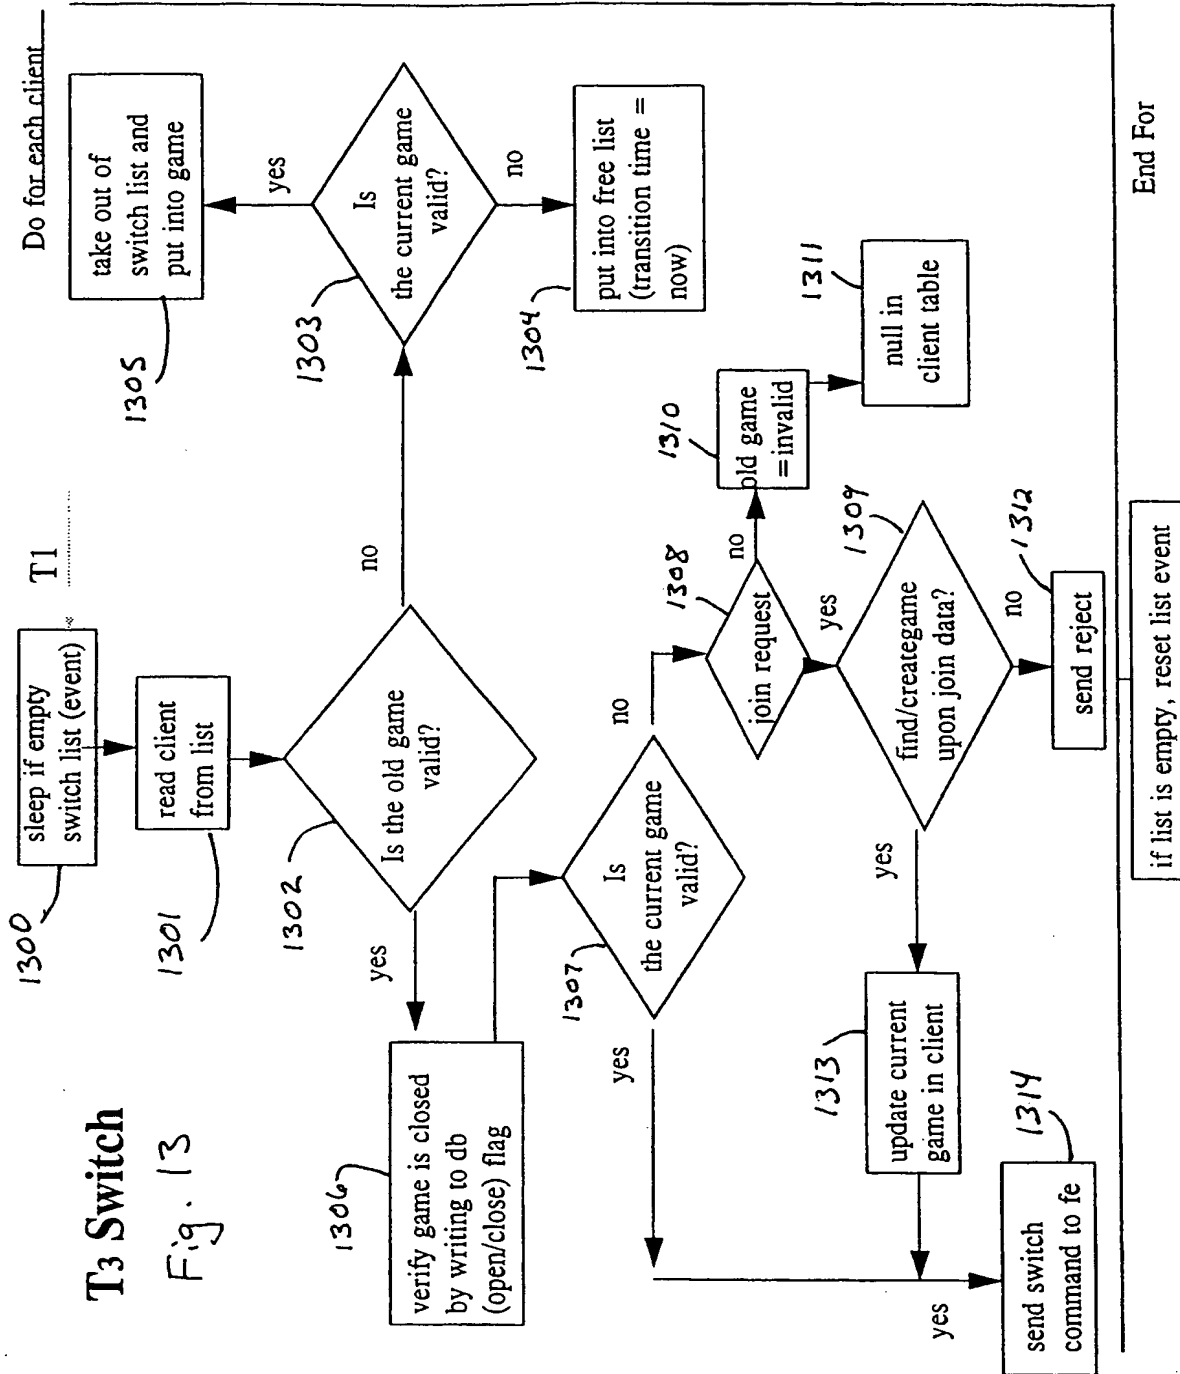 T3 Switch
Fig. 13
T1
Do for each client
1300
sleep if empty
switch list (event)
1301
read client
from list
1302
Is the old game
valid?
yes
no
1303
Is
the current game
valid?
yes
no
1305
take out of
switch list and
put into game
1304
put into free list
(transition time =
now)
1306
verify game is closed
by writing to db
(open/close) flag
1307
Is
the current game
valid?
yes
no
1308
join request
no
yes
1310
old game
=invalid
1311
null in
client table
1309
find/creategame
upon join data?
yes
no
1312
send reject
1313
update current
game in client
yes
1314
send switch
command to fe
End For
if list is empty, reset list event